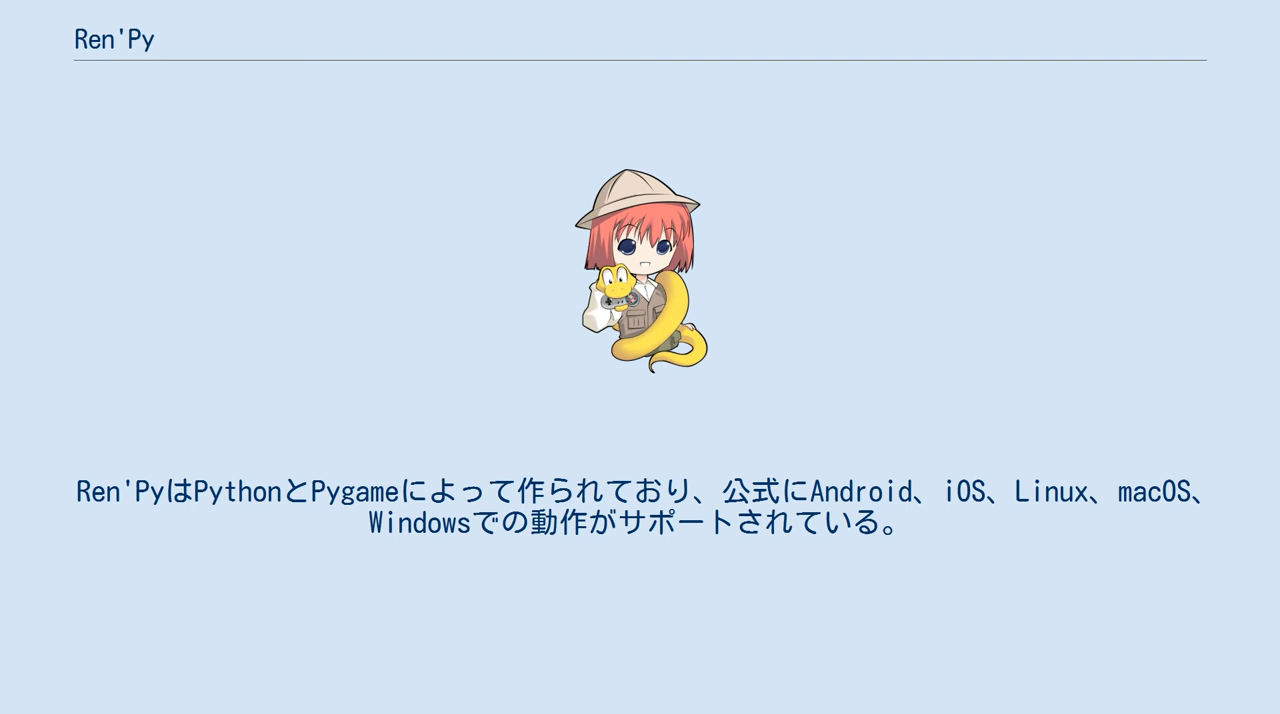 Ren'Py
Ren'PyはPythonとPygameによって作られており、公式にAndroid、iOS、Linux、macOS、
Windowsでの動作がサポートされている。